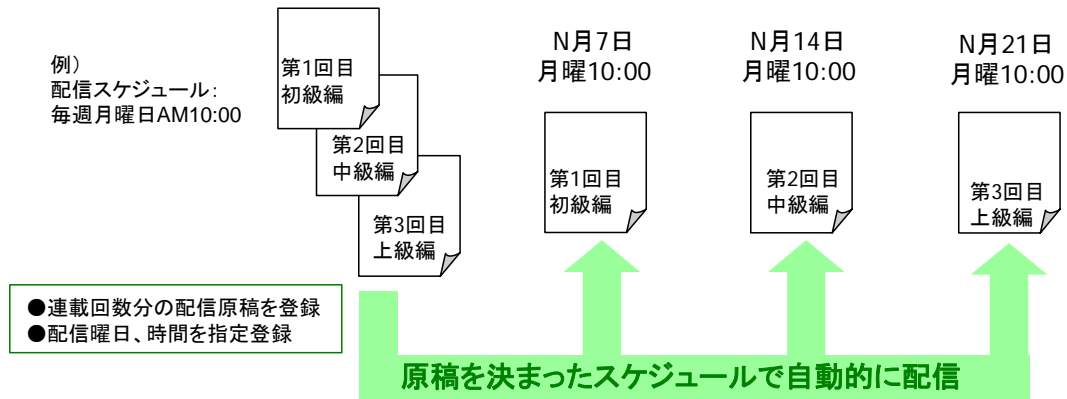 例)
配信スケジュール:
毎週月曜日AM10:00
第1回目
初級編
第2回目
中級編
第3回目
上級編
N月7日
月曜10:00
N月14日
月曜10:00
N月21日
月曜10:00
第1回目
初級編
第2回目
中級編
第3回目
上級編
●連載回数分の配信原稿を登録
●配信曜日、時間を指定登録
原稿を決まったスケジュールで自動的に配信